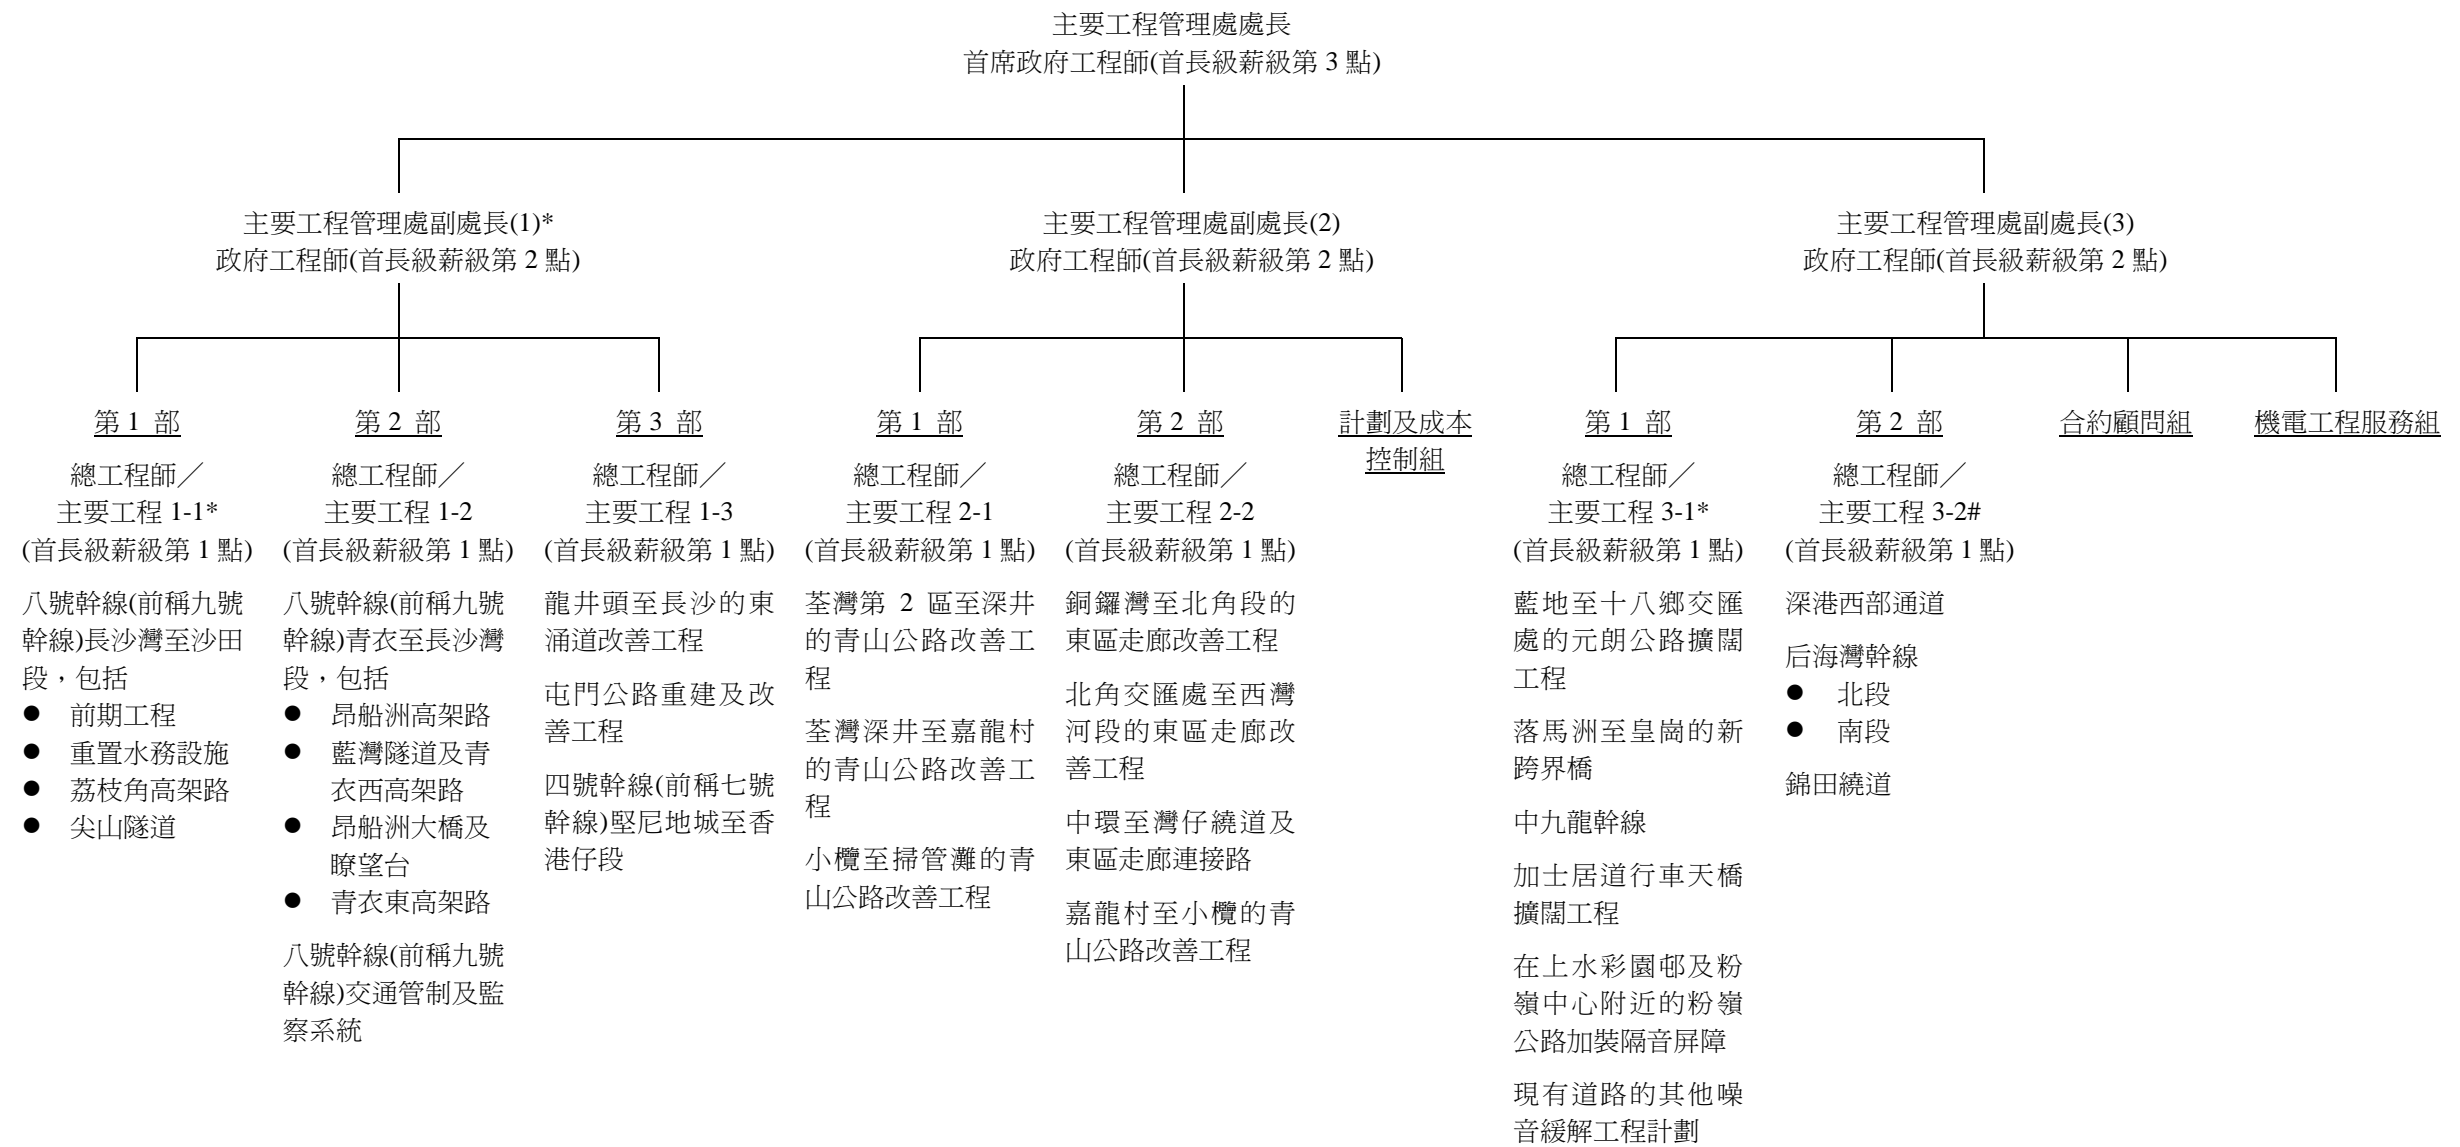 主要工程管理處處長
首席政府工程師(首長級薪級第 3 點)
主要工程管理處副處長(1)*
政府工程師(首長級薪級第 2 點)
主要工程管理處副處長(2)
政府工程師(首長級薪級第 2 點)
主要工程管理處副處長(3)
政府工程師(首長級薪級第 2 點)
第 1 部
總工程師／
主要工程 1-1*
(首長級薪級第 1 點)
八號幹線(前稱九號
幹線)長沙灣至沙田
段，包括
● 前期工程
● 重置水務設施
● 荔枝角高架路
● 尖山隧道
第 2 部
總工程師／
主要工程 1-2
(首長級薪級第 1 點)
八號幹線(前稱九號
幹線)青衣至長沙灣
段，包括
● 昂船洲高架路
● 藍灣隧道及青
衣西高架路
● 昂船洲大橋及
瞭望台
● 青衣東高架路
八號幹線(前稱九號
幹線)交通管制及監
察系統
第 3 部
總工程師／
主要工程 1-3
(首長級薪級第 1 點)
龍井頭至長沙的東
涌道改善工程
屯門公路重建及改
善工程
四號幹線(前稱七號
幹線)堅尼地城至香
港仔段
第 1 部
總工程師／
主要工程 2-1
(首長級薪級第 1 點)
荃灣第 2 區至深井
的青山公路改善工
程
荃灣深井至嘉龍村
的青山公路改善工
程
小欖至掃管灘的青
山公路改善工程
第 2 部
總工程師／
主要工程 2-2
(首長級薪級第 1 點)
銅鑼灣至北角段的
東區走廊改善工程
北角交匯處至西灣
河段的東區走廊改
善工程
中環至灣仔繞道及
東區走廊連接路
嘉龍村至小欖的青
山公路改善工程
計劃及成本
控制組
第 1 部
總工程師／
主要工程 3-1*
(首長級薪級第 1 點)
藍地至十八鄉交匯
處的元朗公路擴闊
工程
落馬洲至皇崗的新
跨界橋
中九龍幹線
加士居道行車天橋
擴闊工程
在上水彩園邨及粉
嶺中心附近的粉嶺
公路加裝隔音屏障
現有道路的其他噪
音緩解工程計劃
第 2 部
總工程師／
主要工程 3-2#
(首長級薪級第 1 點)
深港西部通道
后海灣幹線
● 北段
● 南段
錦田繞道
合約顧問組
機電工程服務組